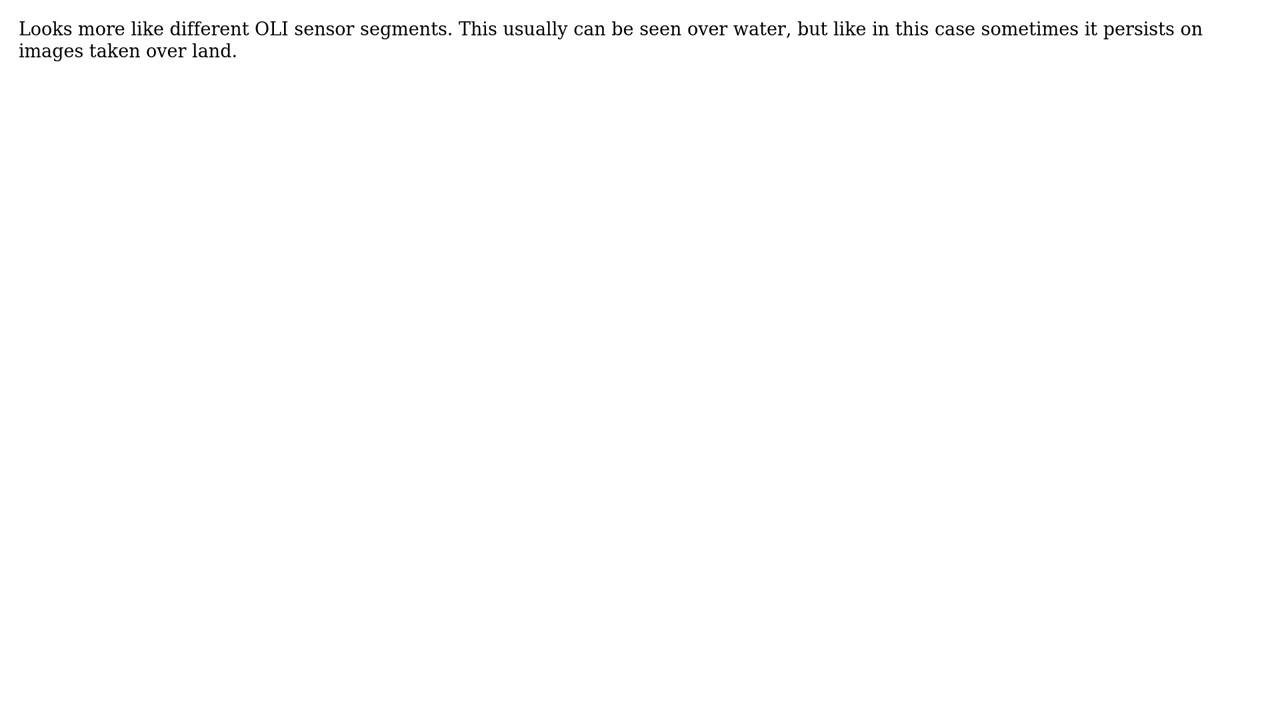 Looks more like different OLI sensor segments. This usually can be seen over water, but like in this case sometimes it persists on
images taken over land.